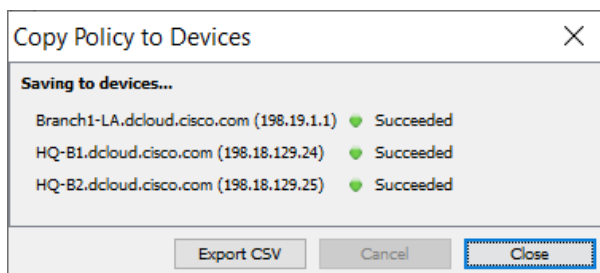 Copy Policy to Devices
Saving to devices...
Branch1-LA.dcloud.cisco.com (198.19.1.1) Succeeded
HQ-B1.dcloud.cisco.com (198.18.129.24) Succeeded
HQ-B2.dcloud.cisco.com (198.18.129.25) Succeeded
Export CSV Cancel Close